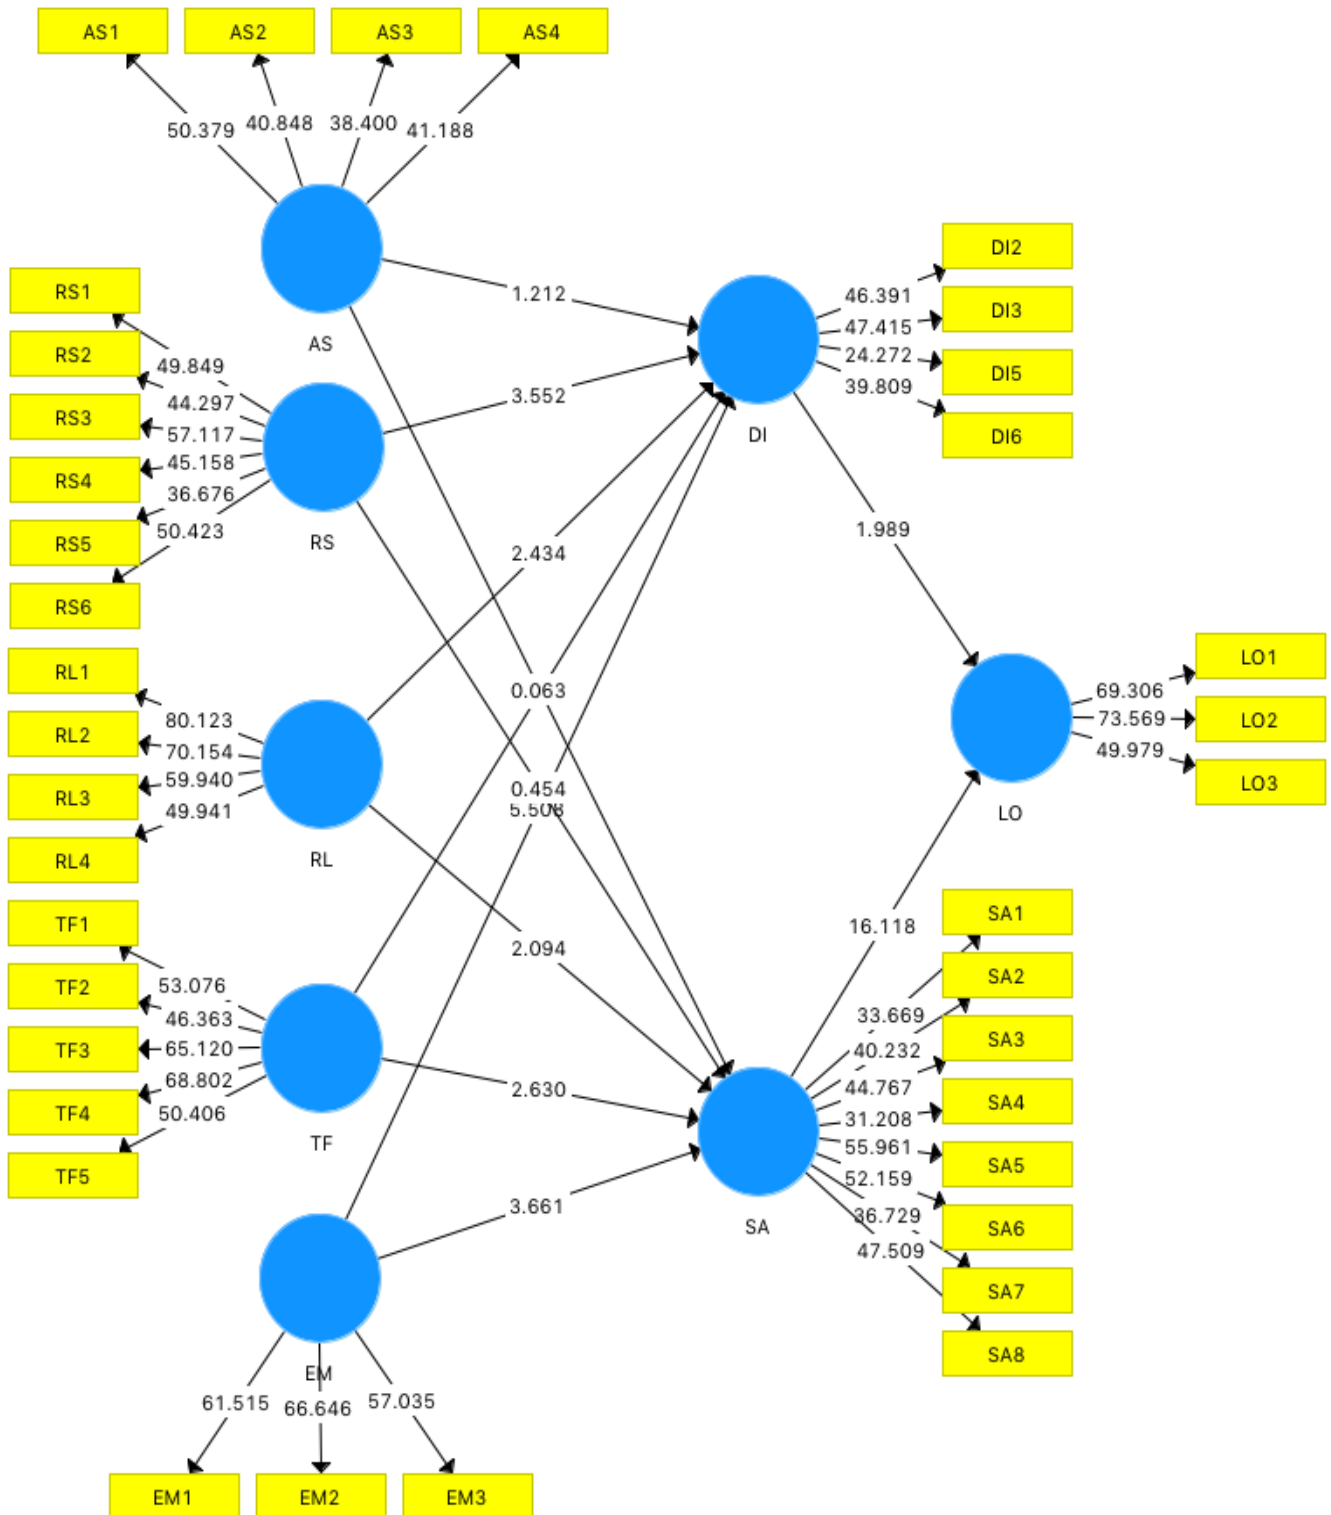 AS1 AS2 AS3 AS4
50.379 40.848 38.400 41.188
AS
RS1
RS2
RS3
RS4
RS5
RS6
49.849
44.297
57.117
45.158
36.676
50.423
RS
RL1
RL2
RL3
RL4
80.123
70.154
59.940
49.941
RL
TF1
TF2
TF3
TF4
TF5
53.076
46.363
65.120
68.802
50.406
TF
EM
61.515 66.646 57.035
EM1 EM2 EM3
1.212
3.552
2.434
0.063
0.454
5.508
2.094
2.630
3.661
DI
46.391
47.415
24.272
39.809
DI2
DI3
DI5
DI6
1.989
16.118
LO
69.306
73.569
49.979
LO1
LO2
LO3
SA
33.669
40.232
44.767
31.208
55.961
52.159
36.729
47.509
SA1
SA2
SA3
SA4
SA5
SA6
SA7
SA8